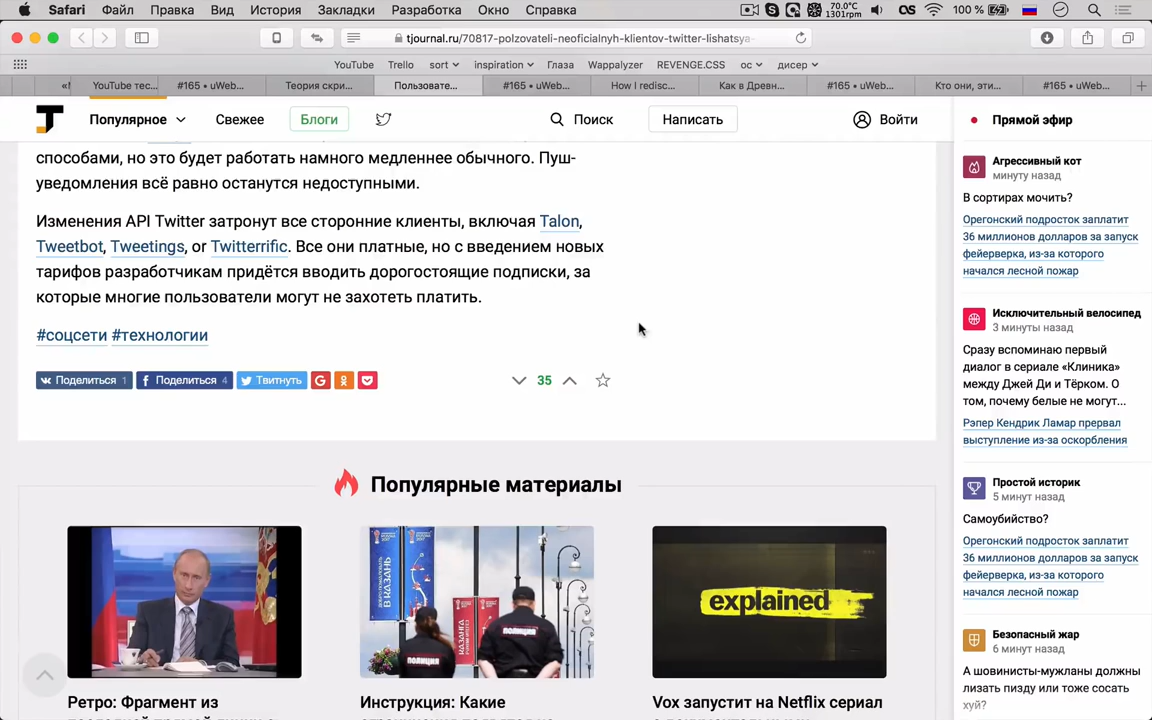 Safari Файл Правка Вид История Закладки Разработка Окно Справка 70.0°C 1301rpm 100 %
tjournal.ru/70817-polzovateli-neoficialnyh-klientov-twitter-lishatsya-
YouTube Trello sort inspiration Глаза Wappalyzer REVENGE.CSS ос дисер
YouTube тес... #165 • uWeb... Теория скри... Пользовате... #165 • uWeb... How I redisc... Как в Древн... #165 • uWeb... Кто они, эти... #165 • uWeb...
Популярное Свежее Блоги Поиск Написать Войти
способами, но это будет работать намного медленнее обычного. Пуш-
уведомления всё равно останутся недоступными.
Изменения API Twitter затронут все сторонние клиенты, включая Talon,
Tweetbot, Tweetings, or Twitterrific. Все они платные, но с введением новых
тарифов разработчикам придётся вводить дорогостоящие подписки, за
которые многие пользователи могут не захотеть платить.
#соцсети #технологии
Поделиться 1 Поделиться 4 Твитнуть 35
Популярные материалы
explained
ПОЛИЦИЯ
ПОЛИЦИЯ
Ретро: Фрагмент из
Инструкция: Какие
Vox запустит на Netflix сериал
Прямой эфир
Агрессивный кот
минуту назад
В сортирах мочить?
Орегонский подросток заплатит
36 миллионов долларов за запуск
фейерверка, из-за которого
начался лесной пожар
Исключительный велосипед
3 минуты назад
Сразу вспоминаю первый
диалог в сериале «Клиника»
между Джей Ди и Тёрком. О
том, почему белые не могут...
Рэпер Кендрик Ламар прервал
выступление из-за оскорбления
Простой историк
5 минут назад
Самоубийство?
Орегонский подросток заплатит
36 миллионов долларов за запуск
фейерверка, из-за которого
начался лесной пожар
Безопасный жар
6 минут назад
А шовинисты-мужланы должны
лизать пизду или тоже сосать
хуй?